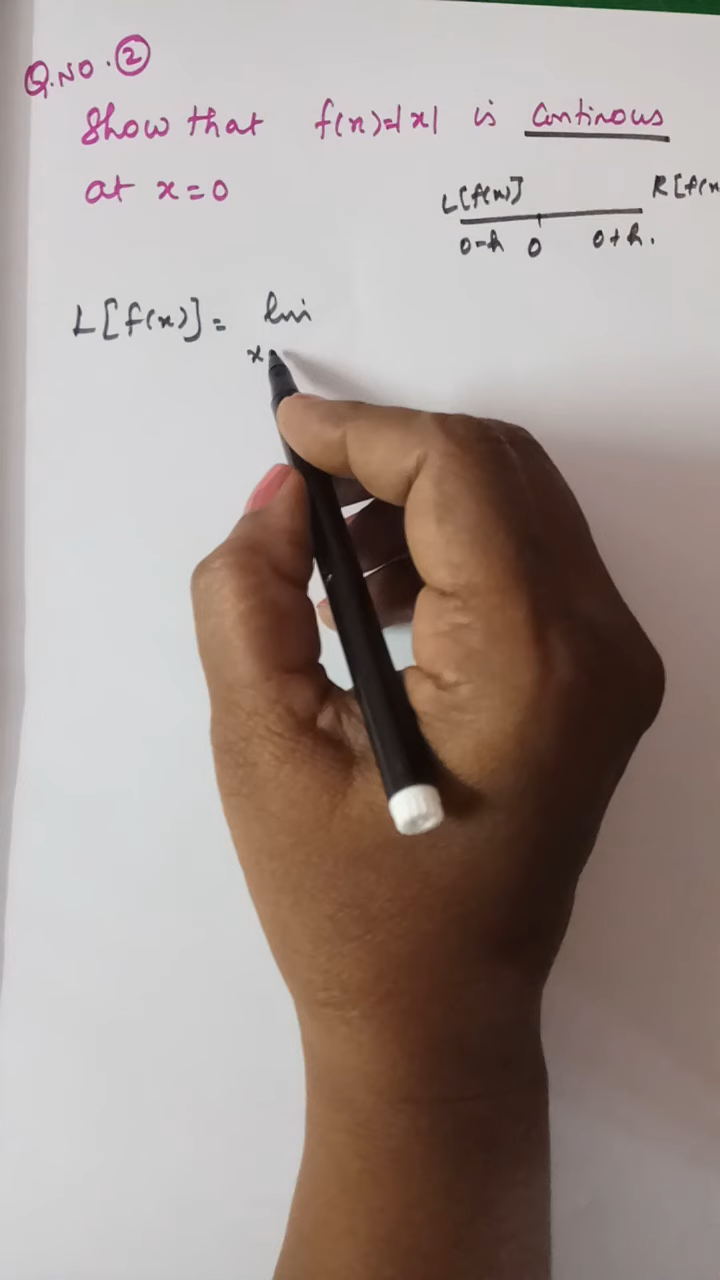 Q.NO. ②
Show that f(x)=|x| is Continous
at x=0
L[f(x)] R[f(x
0-h 0 0+h.
L[f(x)] = lim
x